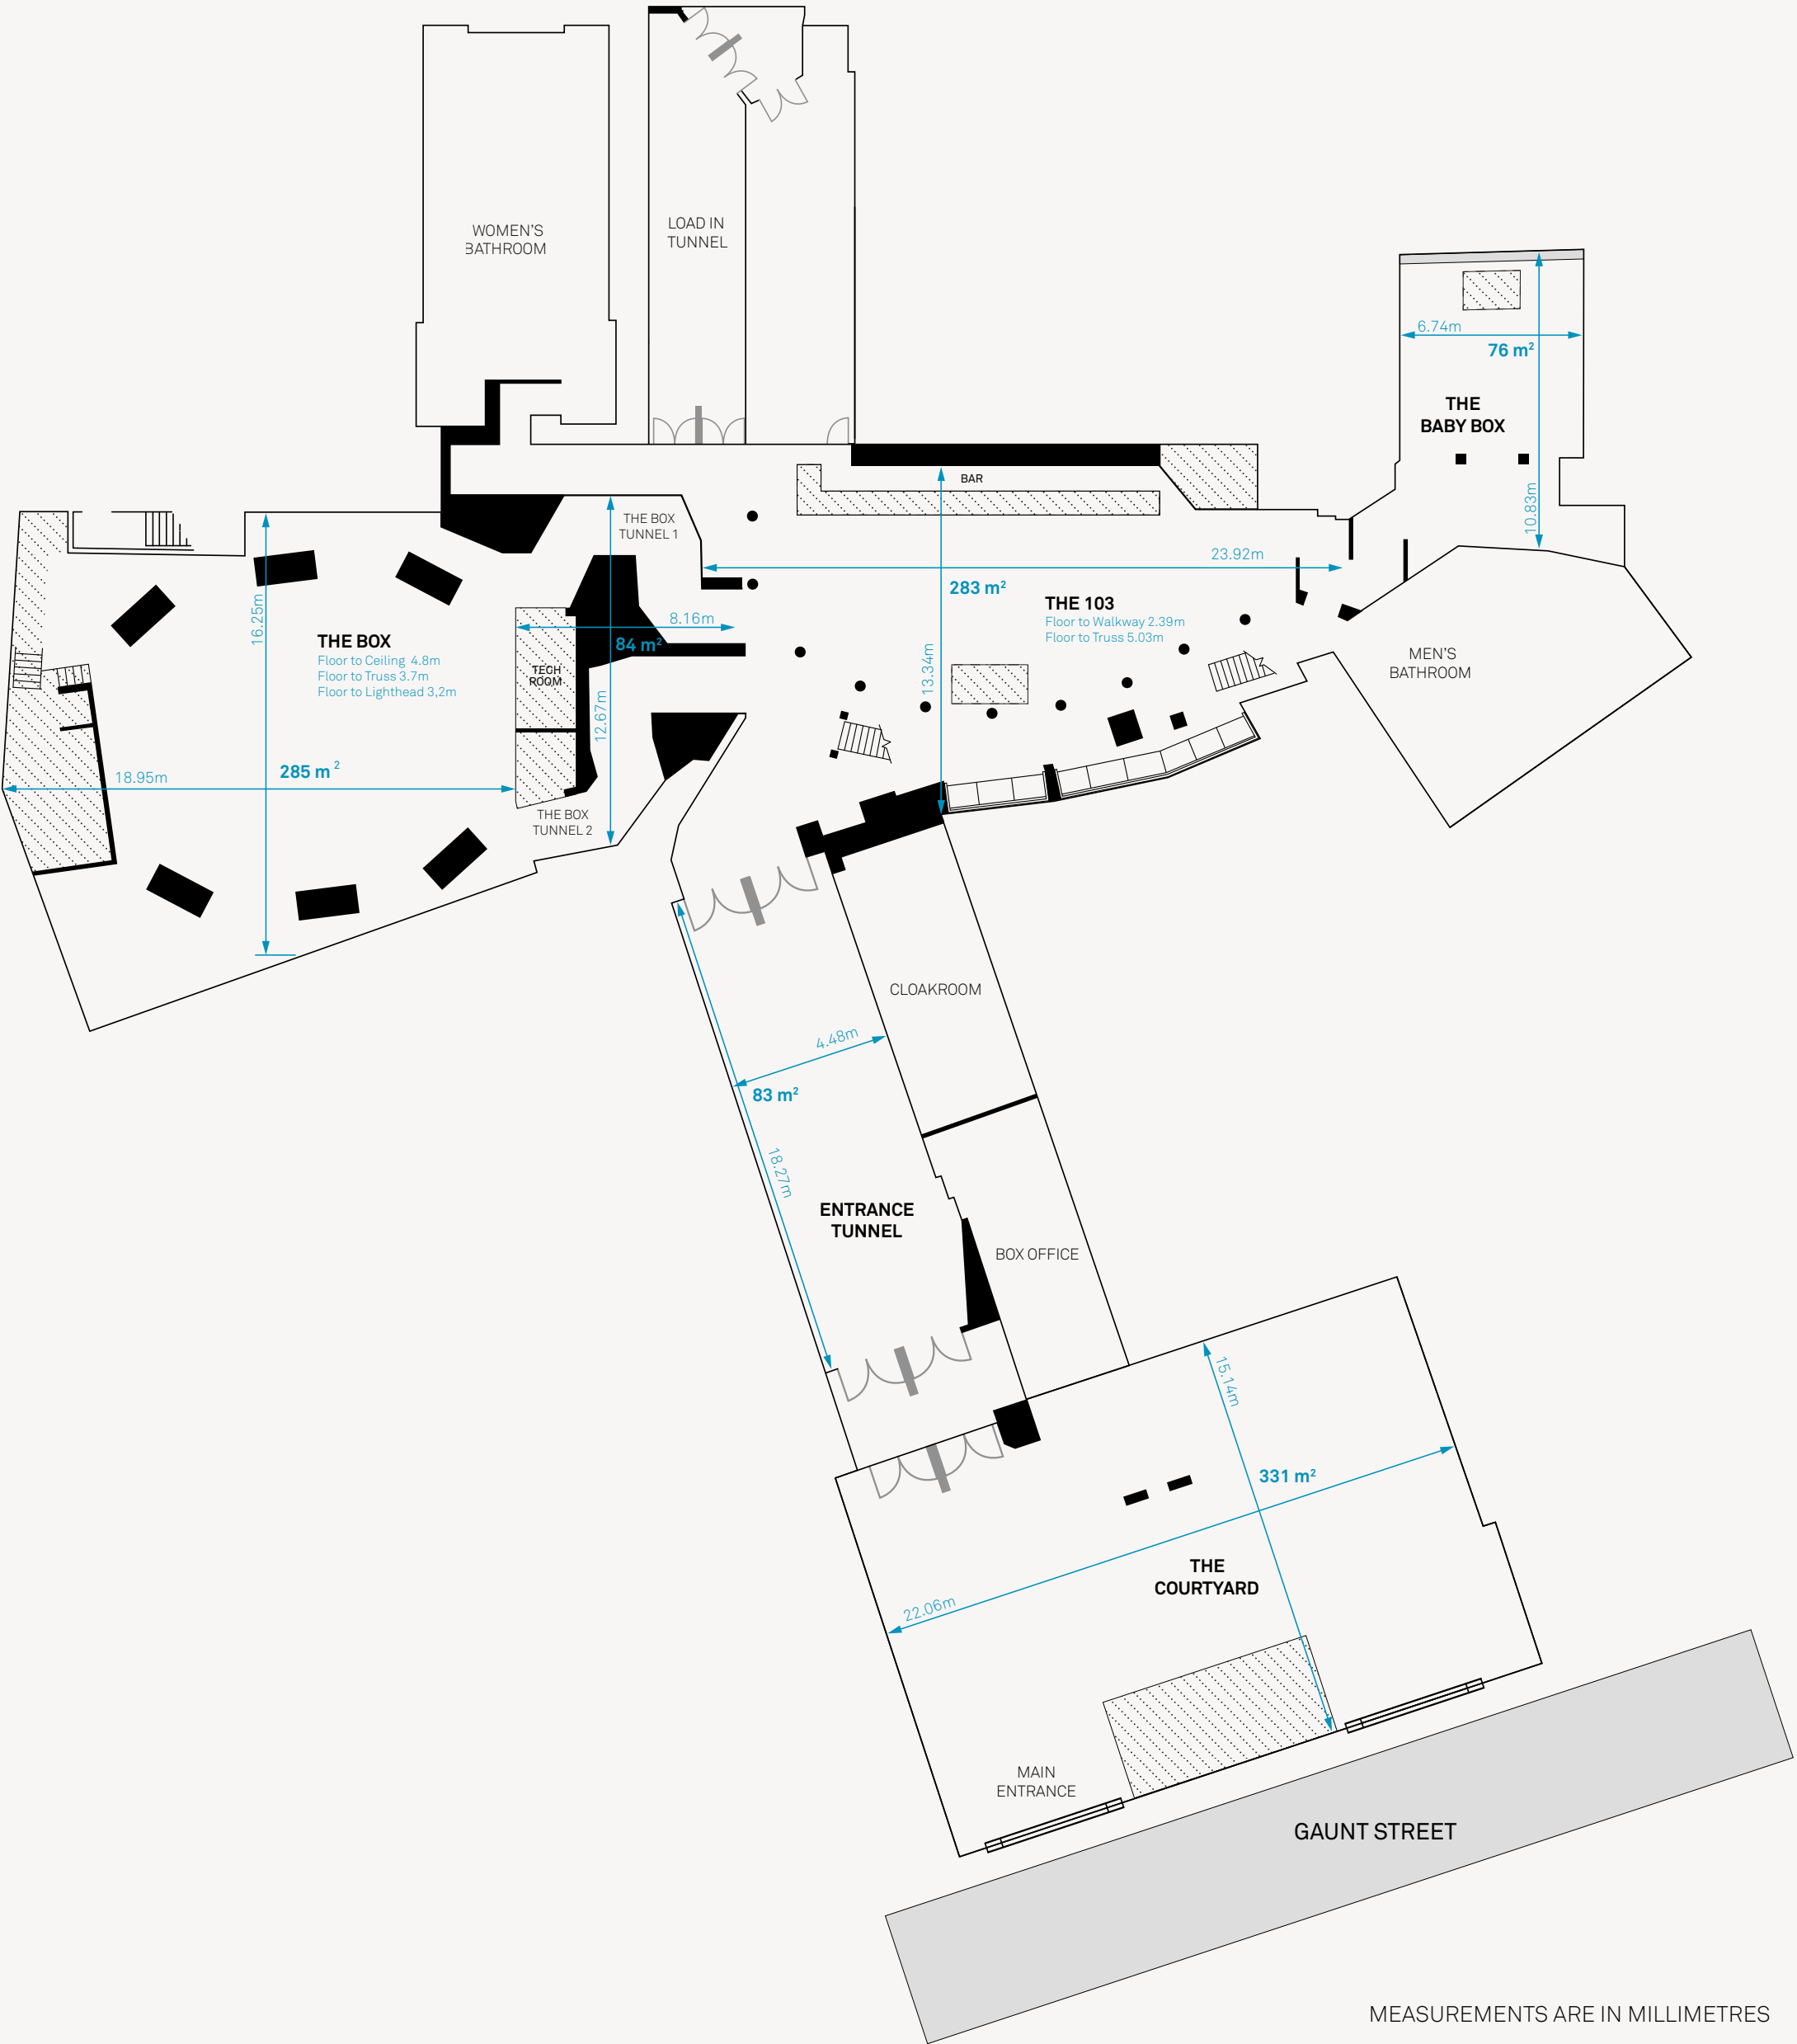 WOMEN'S
BATHROOM
LOAD IN
TUNNEL
6.74m
76 m²
THE
BABY BOX
10.83m
BAR
THE BOX
TUNNEL 1
23.92m
283 m²
THE 103
Floor to Walkway 2.39m
Floor to Truss 5.03m
13.34m
MEN'S
BATHROOM
16.25m
THE BOX
Floor to Ceiling 4.8m
Floor to Truss 3.7m
Floor to Lighthead 3,2m
8.16m
84 m²
TECH
ROOM
12.67m
18.95m
285 m ²
THE BOX
TUNNEL 2
CLOAKROOM
4.48m
83 m²
18.27m
ENTRANCE
TUNNEL
BOX OFFICE
15.14m
331 m²
THE
COURTYARD
22.06m
MAIN
ENTRANCE
GAUNT STREET
MEASUREMENTS ARE IN MILLIMETRES